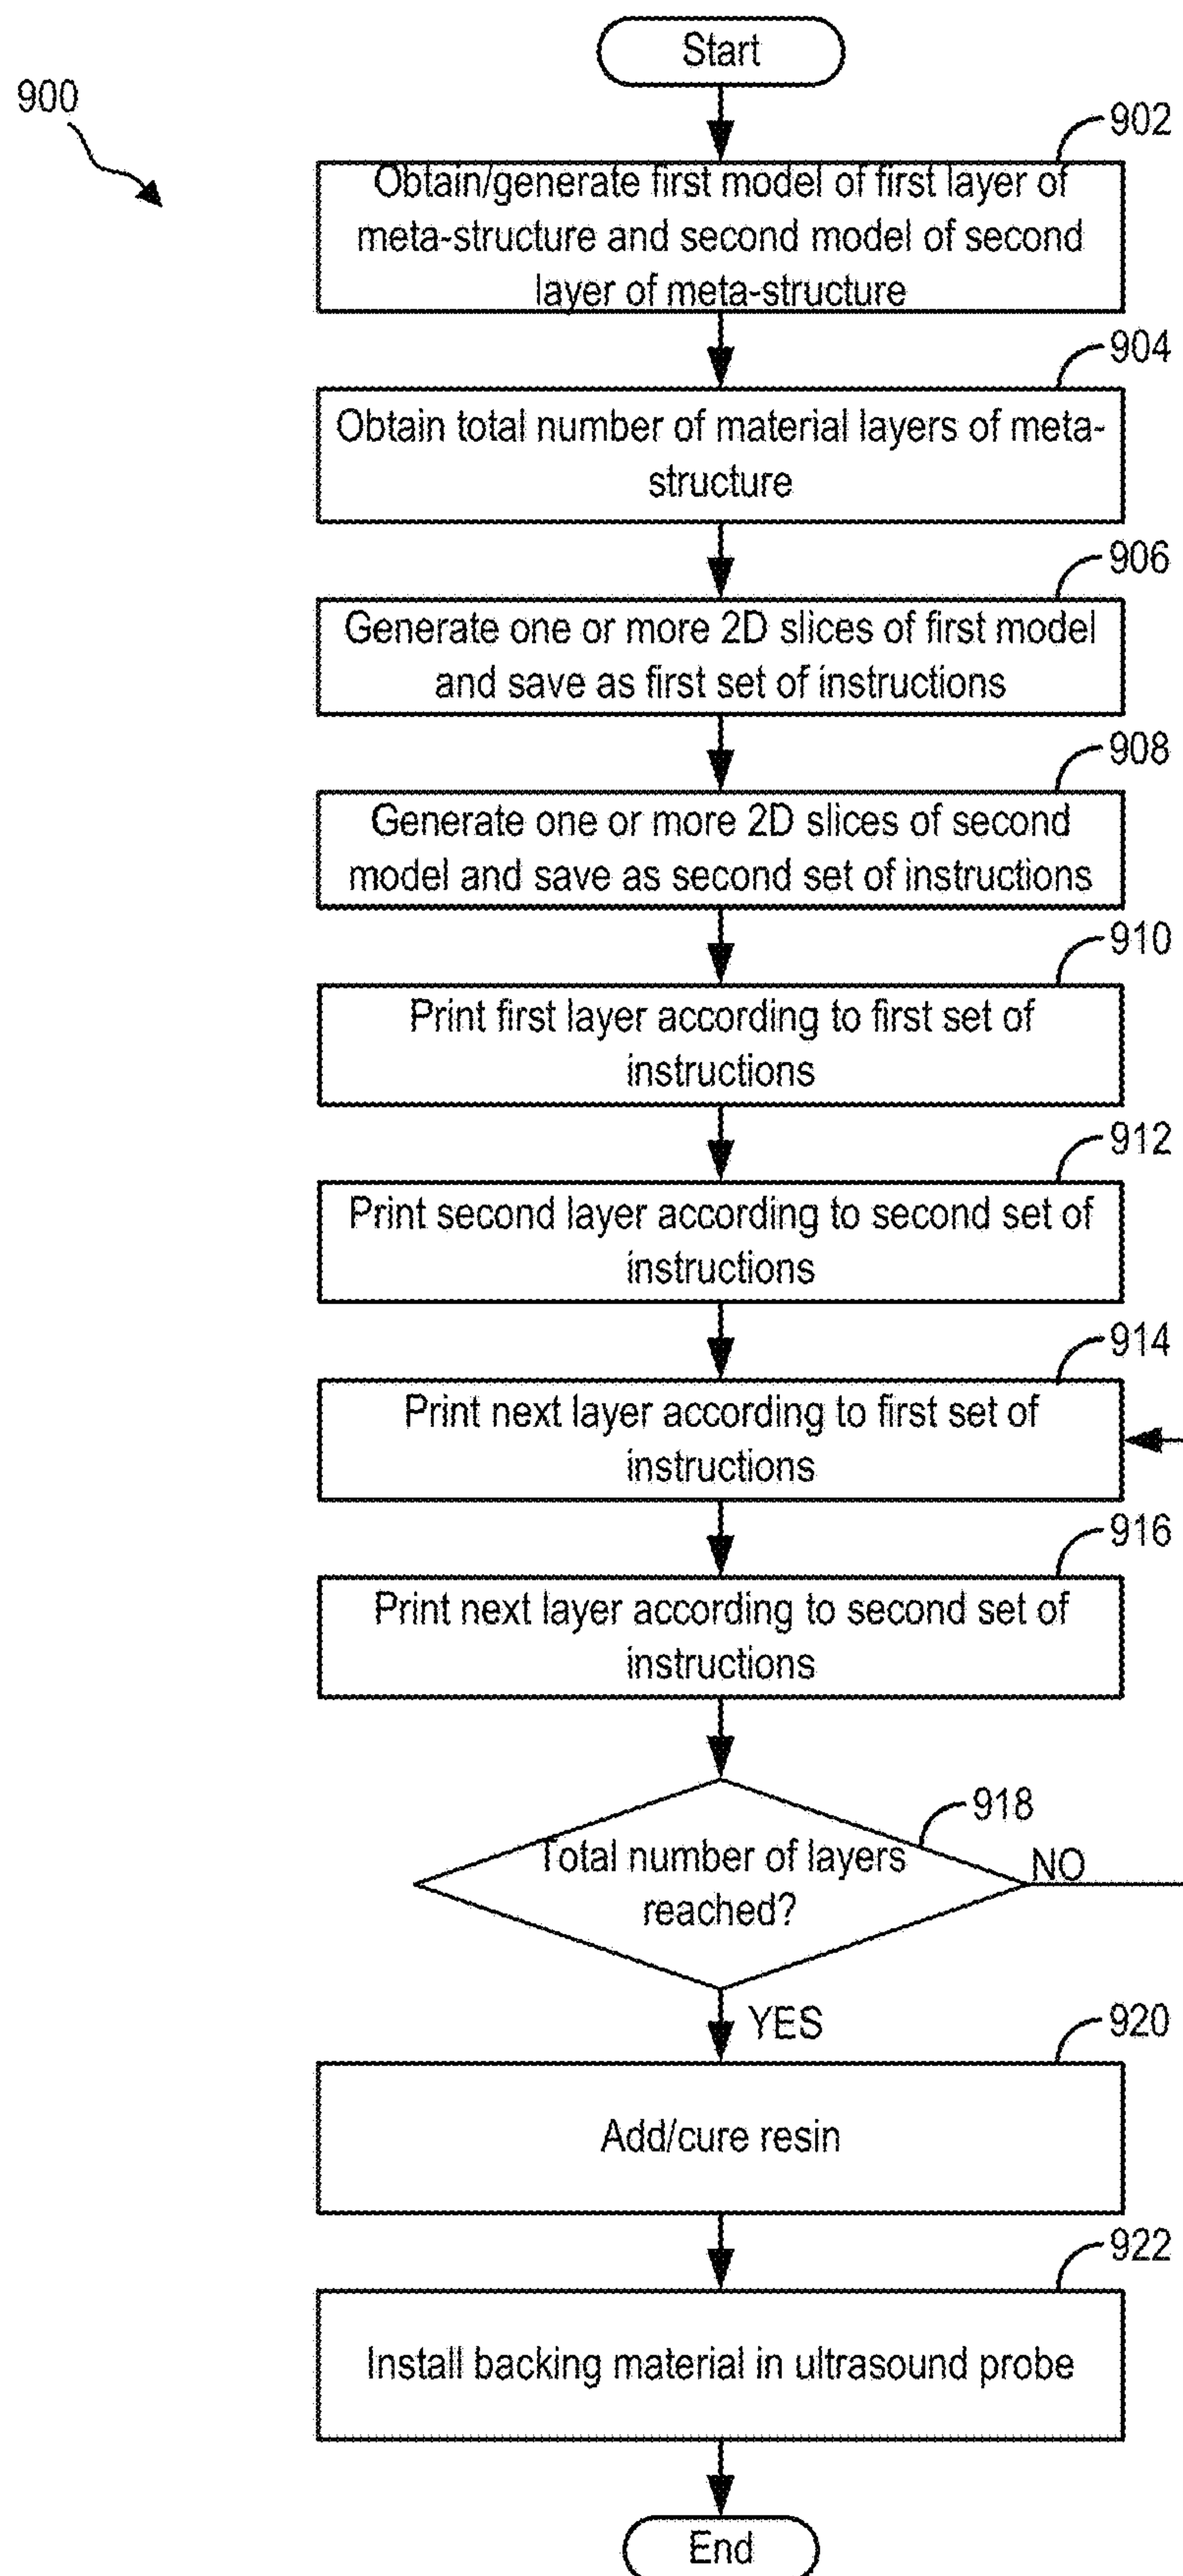 Start
900
902
Obtain/generate first model of first layer of
meta-structure and second model of second
layer of meta-structure
904
Obtain total number of material layers of meta-
structure
906
Generate one or more 2D slices of first model
and save as first set of instructions
908
Generate one or more 2D slices of second
model and save as second set of instructions
910
Print first layer according to first set of
instructions
912
Print second layer according to second set of
instructions
914
Print next layer according to first set of
instructions
916
Print next layer according to second set of
instructions
918
Total number of layers
reached?
NO
YES
920
Add/cure resin
922
Install backing material in ultrasound probe
End